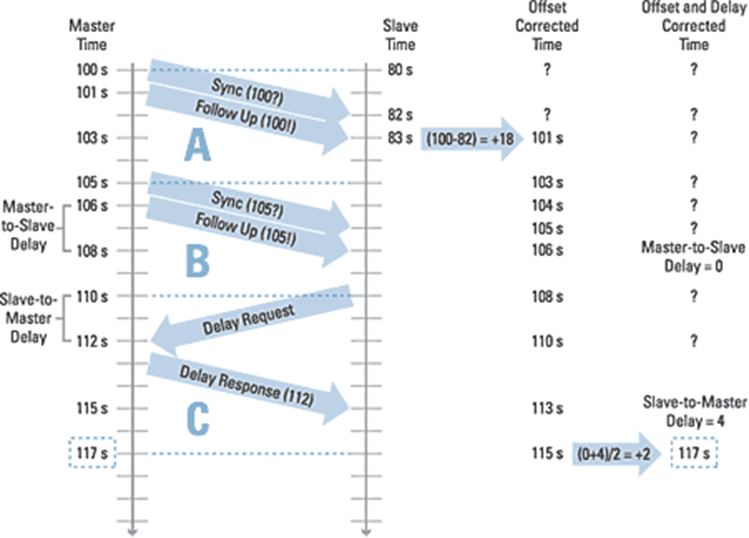 Master
Time
Slave
Time
Offset
Corrected
Time
Offset and Delay
Corrected
Time
100 s
80 s
?
?
Sync (100?)
101 s
Follow Up (100!)
82 s
?
?
A
103 s
83 s
(100-82) = +18
101 s
?
105 s
103 s
?
Sync (105?)
Master-
to-Slave
Delay
106 s
104 s
?
Follow Up (105!)
105 s
?
108 s
B
106 s
Master-to-Slave
Delay = 0
Slave-to-
Master
Delay
110 s
108 s
?
Delay Request
112 s
110 s
?
Delay Response (112)
C
115 s
113 s
Slave-to-Master
Delay = 4
117 s
115 s
(0+4)/2 = +2
117 s